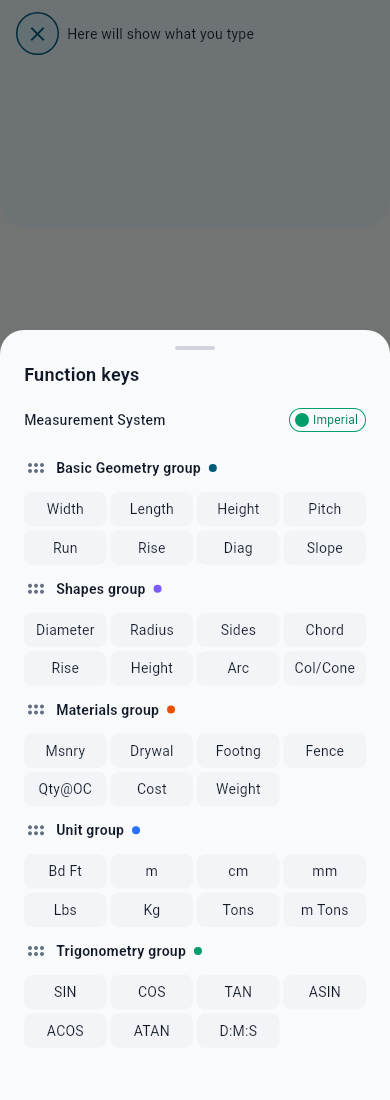 Here will show what you type
Function keys
Measurement System Imperial
Basic Geometry group
Width Length Height Pitch
Run Rise Diag Slope
Shapes group
Diameter Radius Sides Chord
Rise Height Arc Col/Cone
Materials group
Msnry Drywal Footng Fence
Qty@OC Cost Weight
Unit group
Bd Ft m cm mm
Lbs Kg Tons m Tons
Trigonometry group
SIN COS TAN ASIN
ACOS ATAN D:M:S